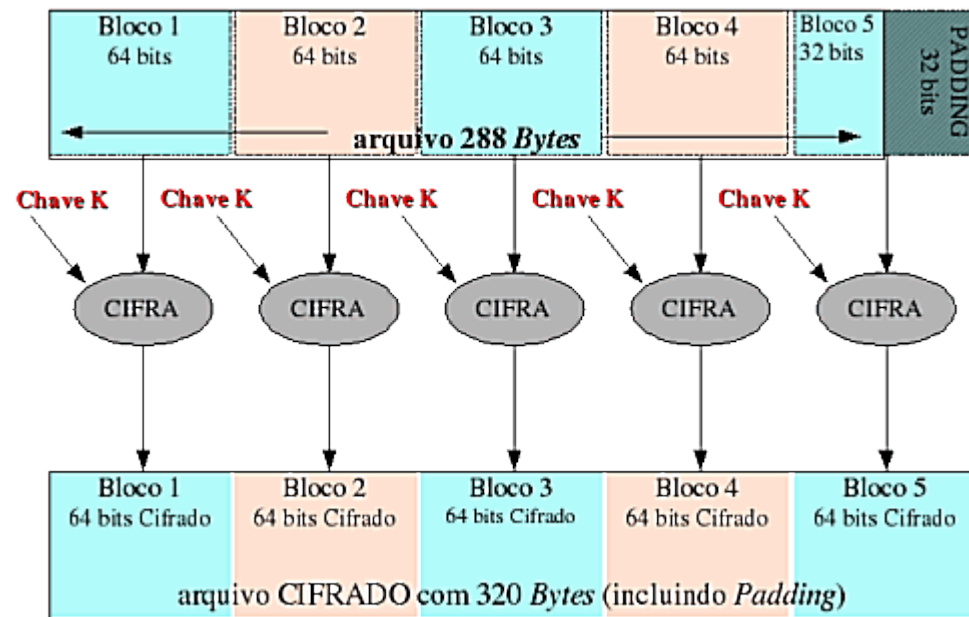 Bloco 1
64 bits
Bloco 2
64 bits
Bloco 3
64 bits
Bloco 4
64 bits
Bloco 5
32 bits
PADDING
32 bits
arquivo 288 Bytes
Chave K
Chave K
Chave K
Chave K
Chave K
CIFRA
CIFRA
CIFRA
CIFRA
CIFRA
Bloco 1
64 bits Cifrado
Bloco 2
64 bits Cifrado
Bloco 3
64 bits Cifrado
Bloco 4
64 bits Cifrado
Bloco 5
64 bits Cifrado
arquivo CIFRADO com 320 Bytes (incluindo Padding)